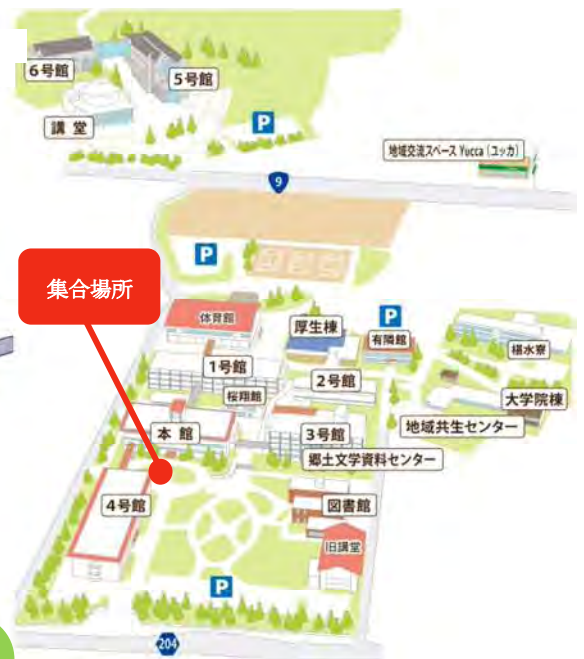 6号館
5号館
講堂
P
地域交流スペース Yucca（ユッカ）
9
P
集合場所
体育館
厚生棟
P
有隣館
椹水寮
1号館
2号館
桜翔館
大学院棟
本館
3号館
地域共生センター
郷土文学資料センター
4号館
図書館
旧講堂
P
204